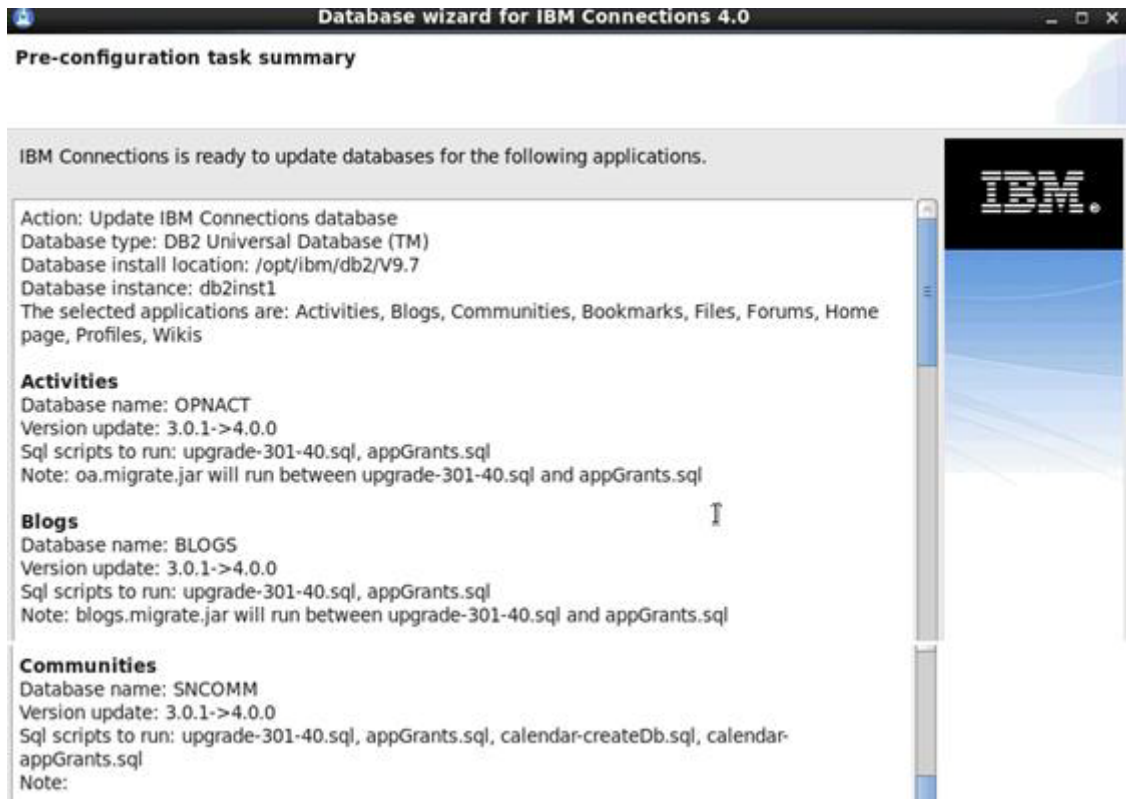 Database wizard for IBM Connections 4.0
Pre-configuration task summary
IBM Connections is ready to update databases for the following applications.
IBM.
Action: Update IBM Connections database
Database type: DB2 Universal Database (TM)
Database install location: /opt/ibm/db2/V9.7
Database instance: db2inst1
The selected applications are: Activities, Blogs, Communities, Bookmarks, Files, Forums, Home
page, Profiles, Wikis
Activities
Database name: OPNACT
Version update: 3.0.1->4.0.0
Sql scripts to run: upgrade-301-40.sql, appGrants.sql
Note: oa.migrate.jar will run between upgrade-301-40.sql and appGrants.sql
Blogs
Database name: BLOGS
Version update: 3.0.1->4.0.0
Sql scripts to run: upgrade-301-40.sql, appGrants.sql
Note: blogs.migrate.jar will run between upgrade-301-40.sql and appGrants.sql
Communities
Database name: SNCOMM
Version update: 3.0.1->4.0.0
Sql scripts to run: upgrade-301-40.sql, appGrants.sql, calendar-createDb.sql, calendar-
appGrants.sql
Note: